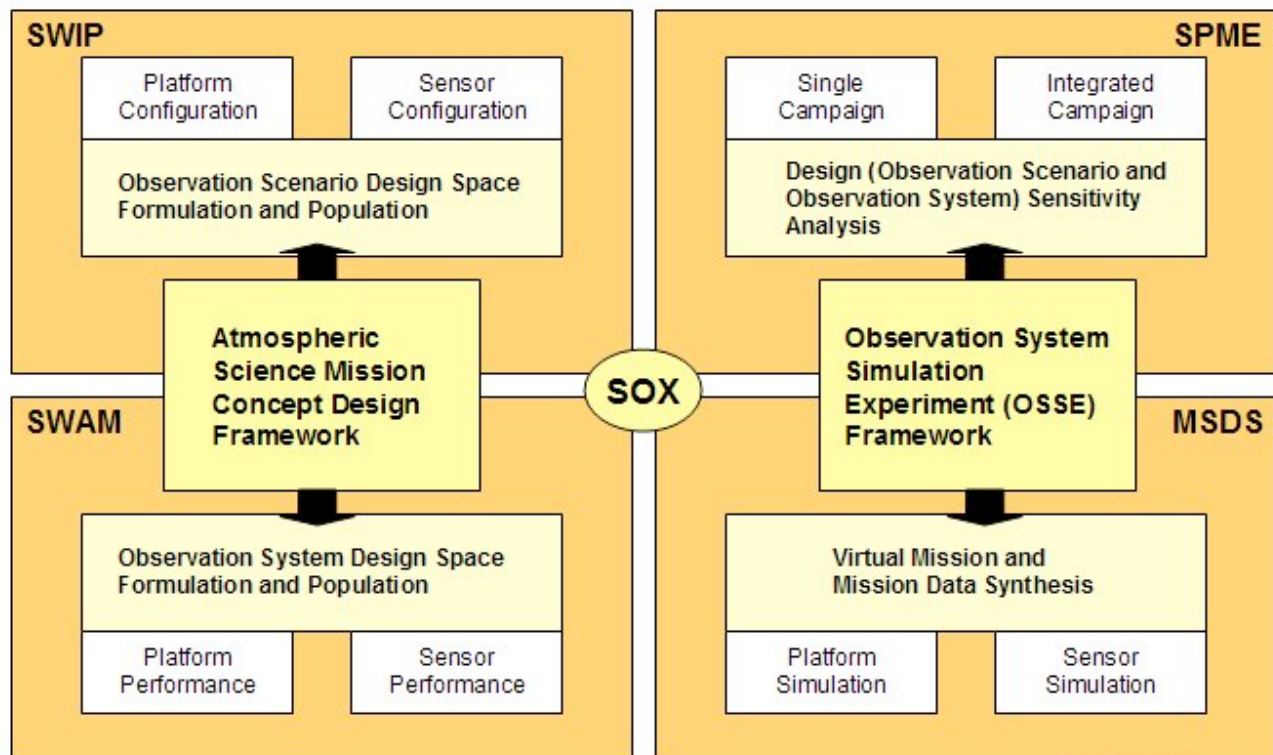 SWIP
Platform
Configuration
Sensor
Configuration
Observation Scenario Design Space
Formulation and Population
SPME
Single
Campaign
Integrated
Campaign
Design (Observation Scenario and
Observation System) Sensitivity
Analysis
Atmospheric
Science Mission
Concept Design
Framework
SOX
Observation System
Simulation
Experiment (OSSE)
Framework
SWAM
Observation System Design Space
Formulation and Population
Platform
Performance
Sensor
Performance
MSDS
Virtual Mission and
Mission Data Synthesis
Platform
Simulation
Sensor
Simulation